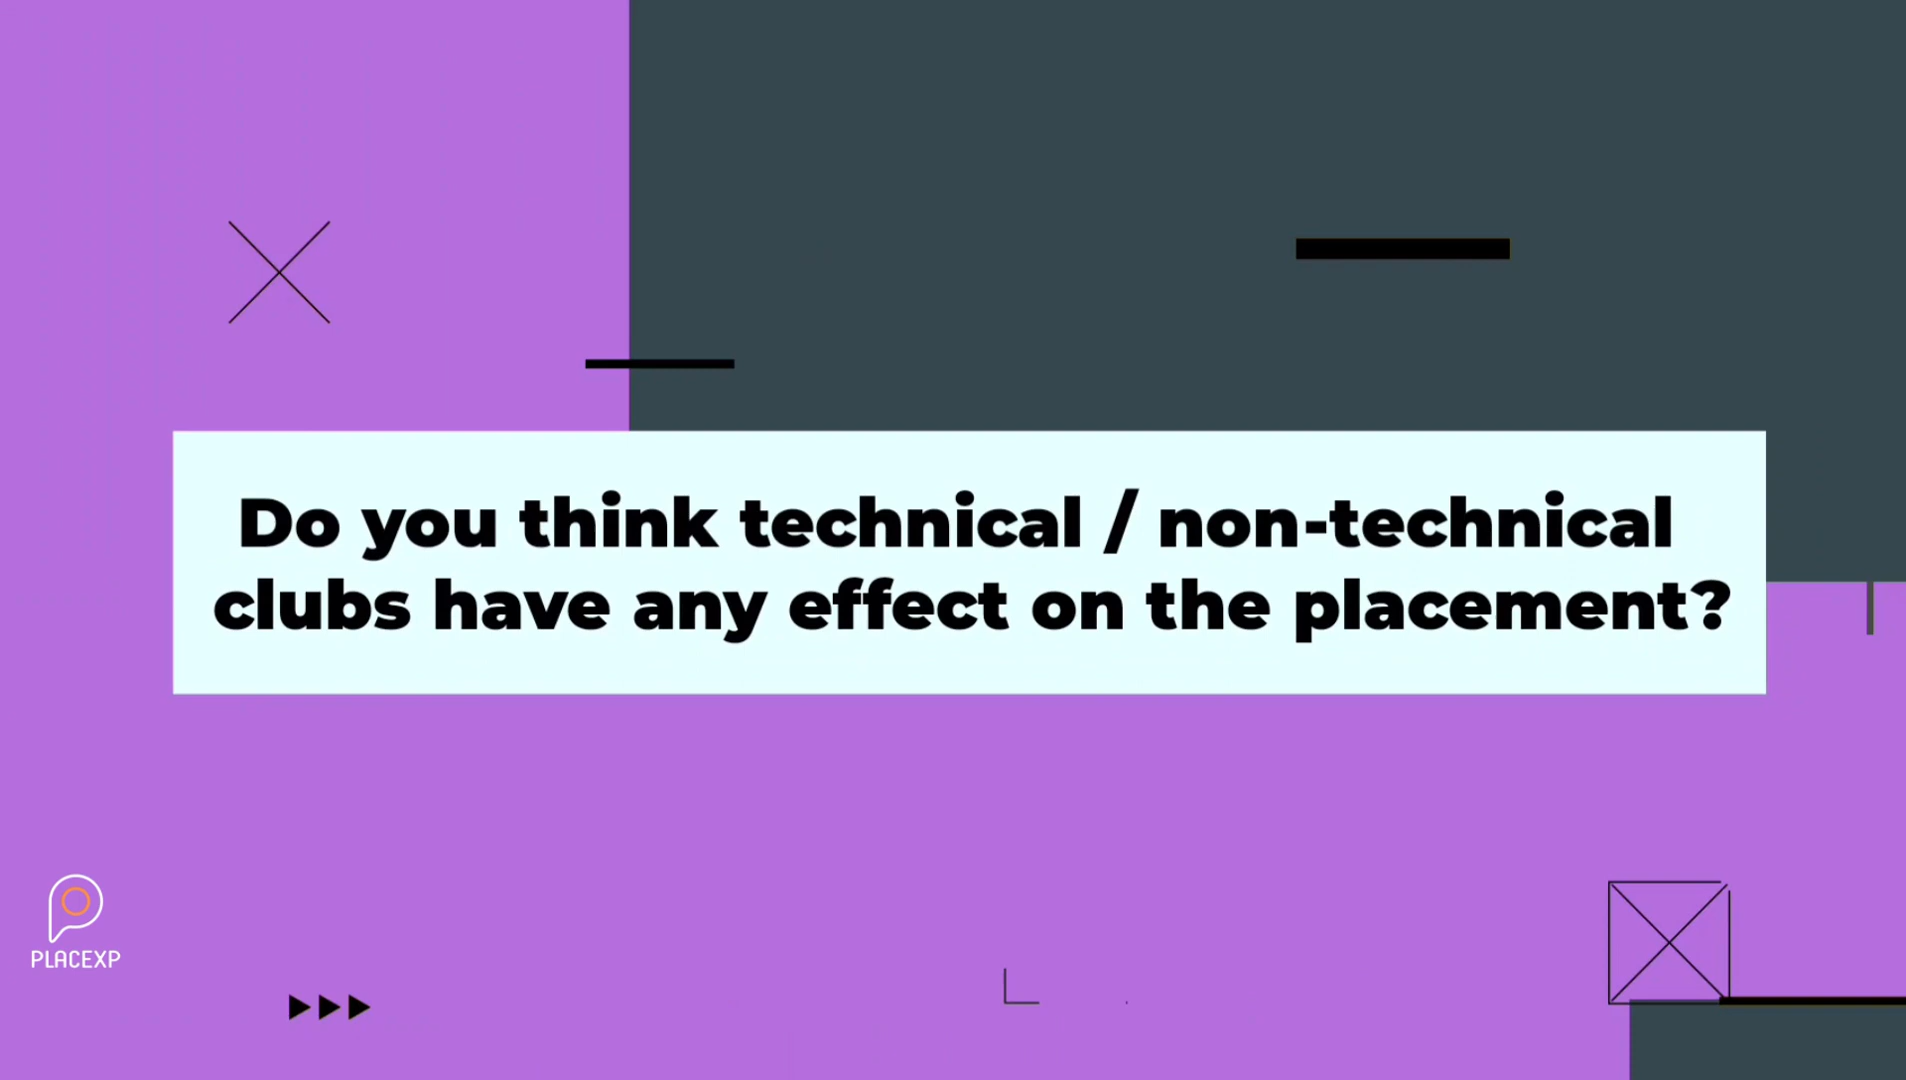 Do you think technical / non-technical
clubs have any effect on the placement?
PLACEXP